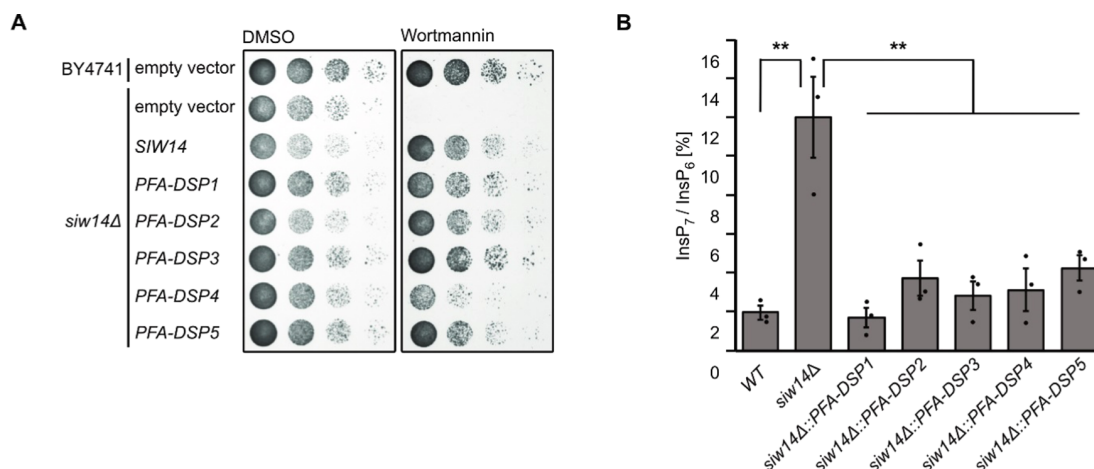 A
DMSO
Wortmannin
BY4741
empty vector
empty vector
SIW14
PFA-DSP1
siw14Δ
PFA-DSP2
PFA-DSP3
PFA-DSP4
PFA-DSP5
B
InsP7 / InsP6 [%]
16
14
12
10
8
6
4
2
0
**
**
WT
siw14Δ
siw14Δ::PFA-DSP1
siw14Δ::PFA-DSP2
siw14Δ::PFA-DSP3
siw14Δ::PFA-DSP4
siw14Δ::PFA-DSP5